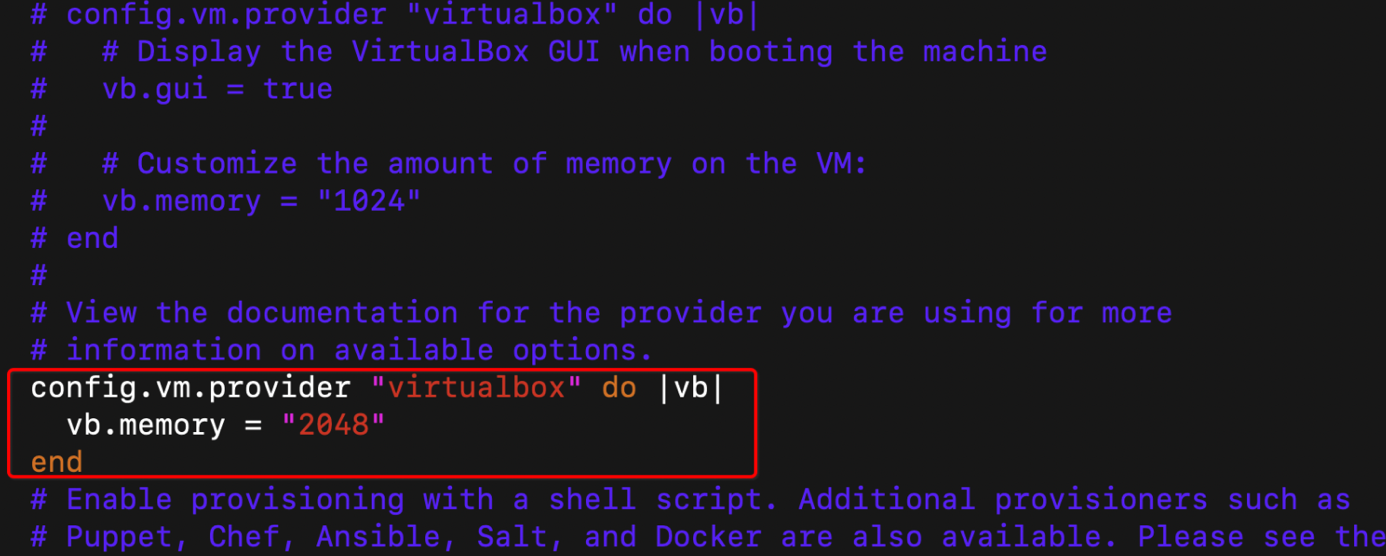 # config.vm.provider "virtualbox" do |vb|
#   # Display the VirtualBox GUI when booting the machine
#   vb.gui = true
#
#   # Customize the amount of memory on the VM:
#   vb.memory = "1024"
# end
#
# View the documentation for the provider you are using for more
# information on available options.
config.vm.provider "virtualbox" do |vb|
  vb.memory = "2048"
end
# Enable provisioning with a shell script. Additional provisioners such as
# Puppet, Chef, Ansible, Salt, and Docker are also available. Please see the